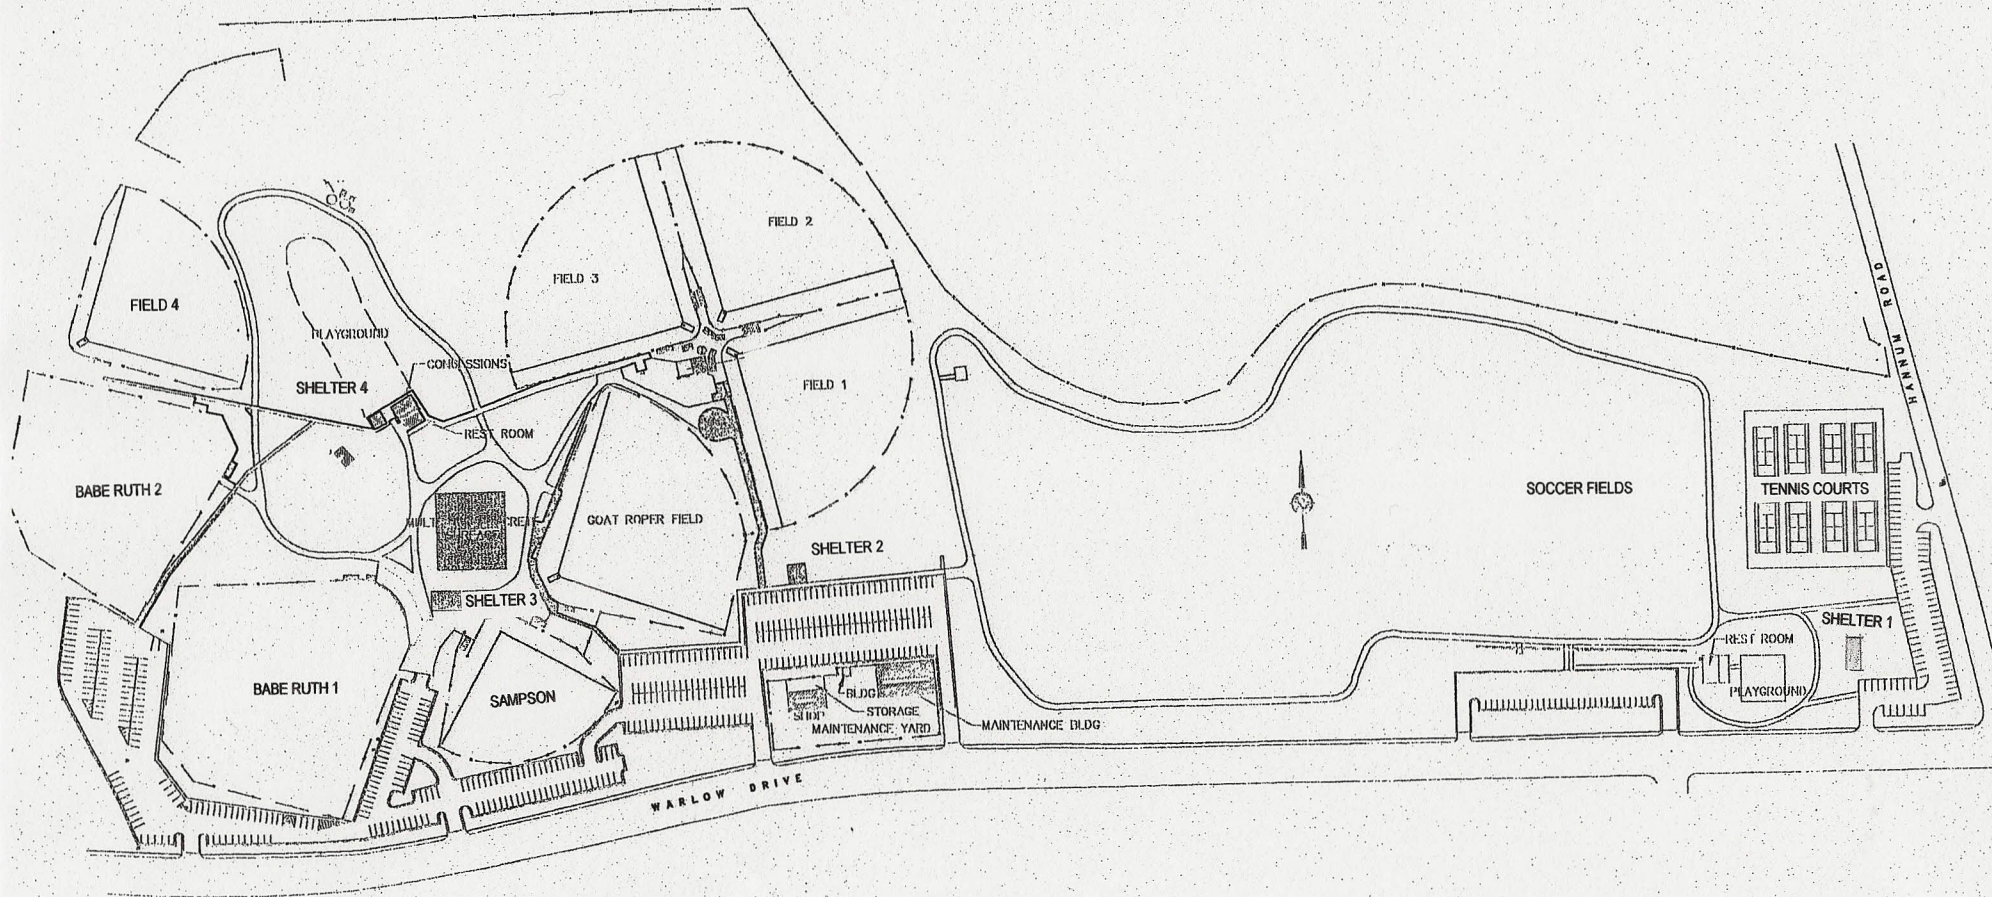 FIELD 2
FIELD 3
FIELD 4
HANNUM ROAD
PLAYGROUND
CONCESSIONS
SHELTER 4
FIELD 1
REST ROOM
BABE RUTH 2
SOCCER FIELDS
TENNIS COURTS
GOAT ROPER FIELD
SHELTER 2
SHELTER 3
SHELTER 1
REST ROOM
BABE RUTH 1
SAMPSON
BLDG
PLAYGROUND
STORAGE
SHOP
MAINTENANCE BLDG
MAINTENANCE YARD
WARLOW DRIVE